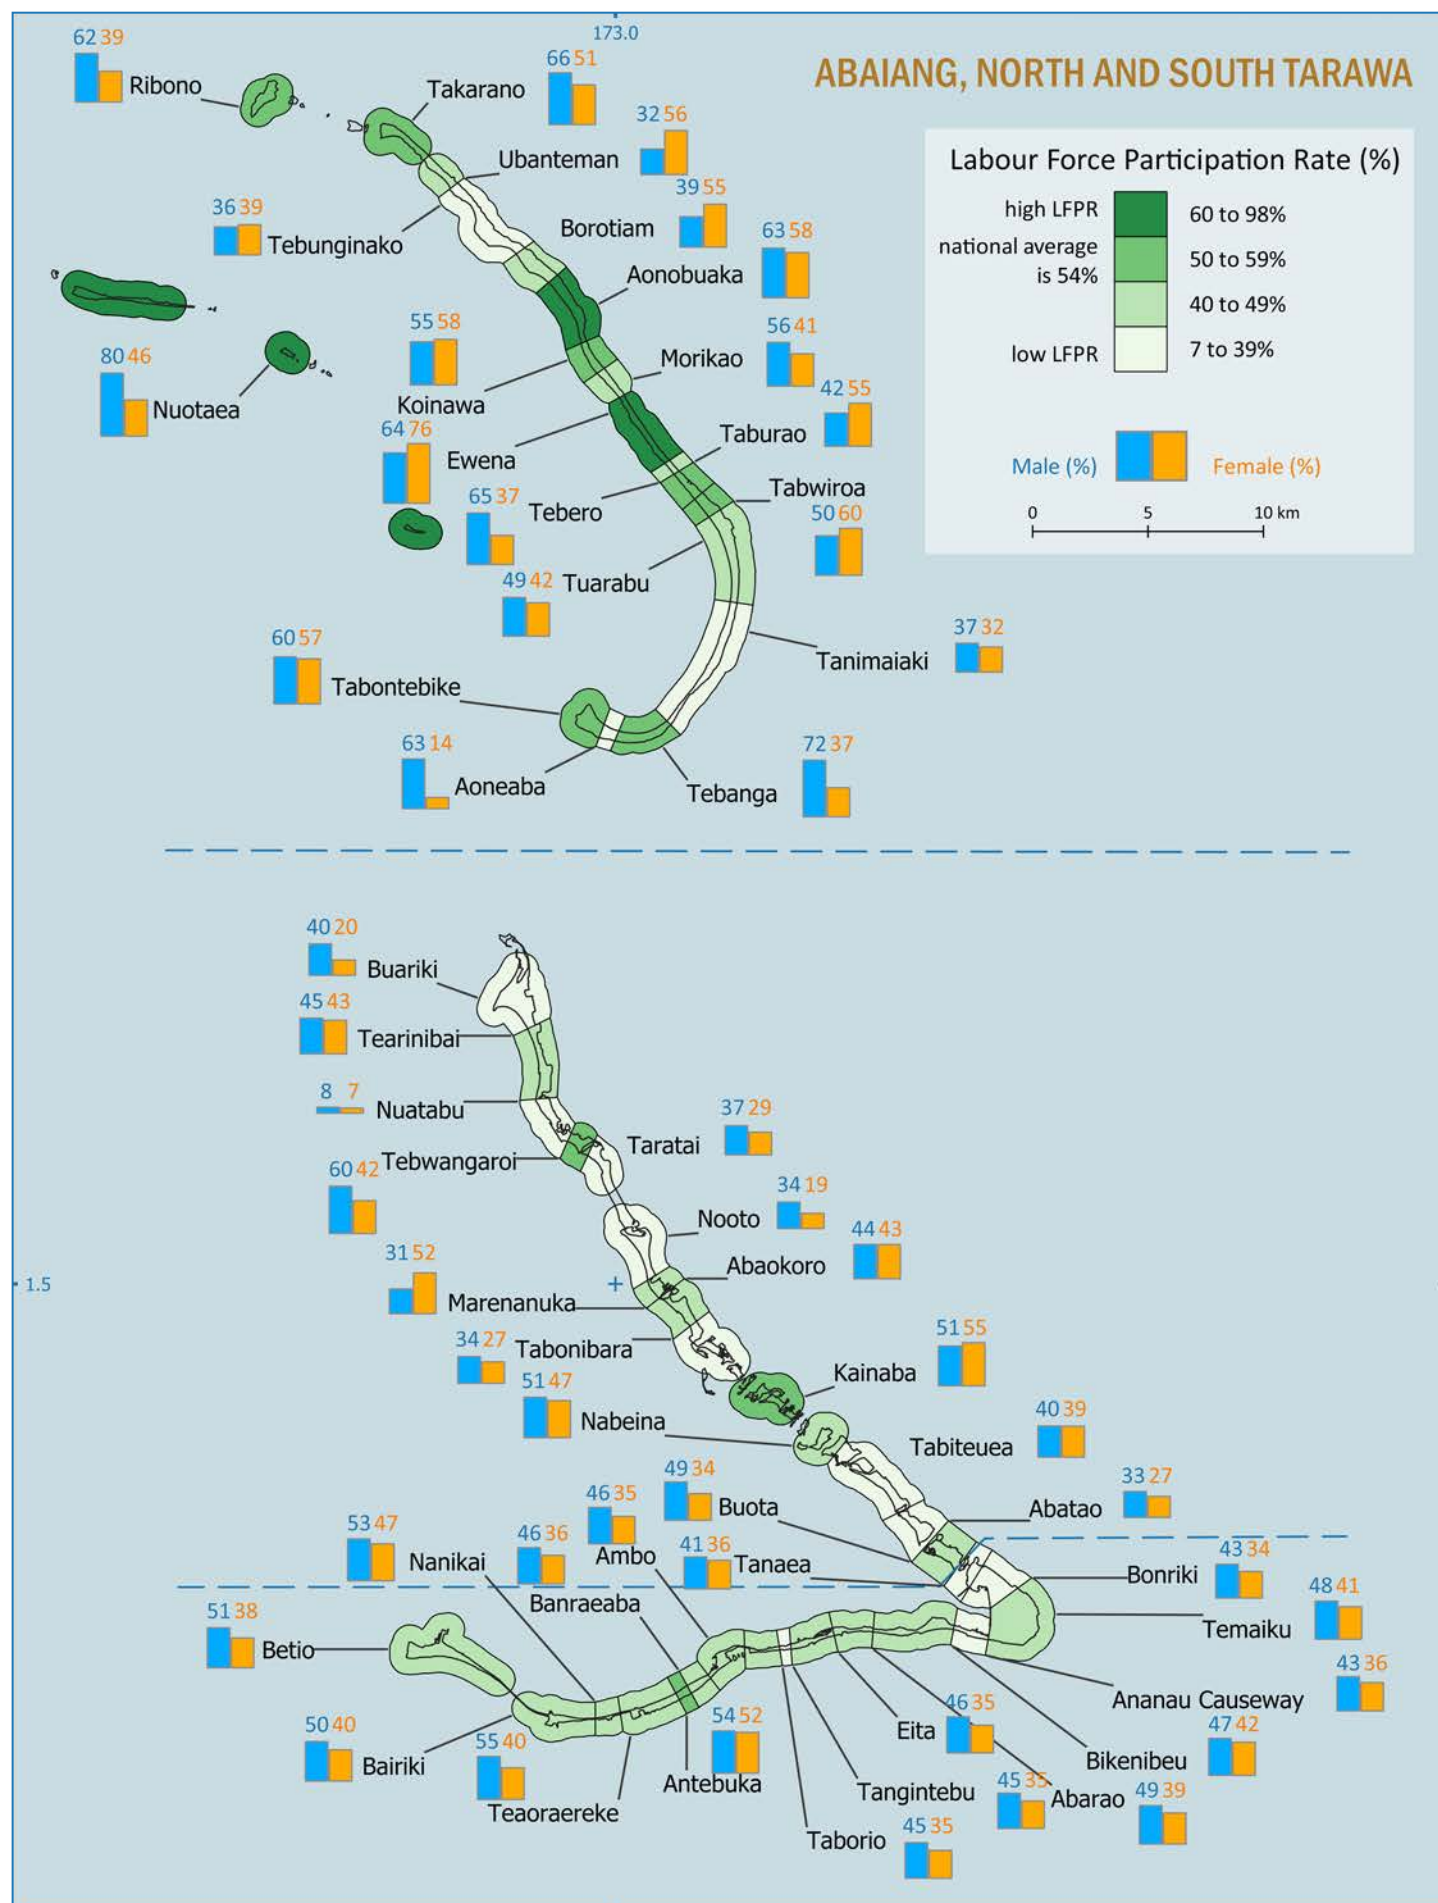 173.0
ABAIANG, NORTH AND SOUTH TARAWA
62 39
Ribono
Takarano
66 51
Ubanteman
32 56
Labour Force Participation Rate (%)
high LFPR
60 to 98%
national average
is 54%
50 to 59%
40 to 49%
low LFPR
7 to 39%
Male (%)
Female (%)
0
5
10 km
36 39
Tebunginako
Borotiam
39 55
Aonobuaka
63 58
80 46
Nuotaea
55 58
Koinawa
Morikao
56 41
64 76
Ewena
Taburao
42 55
65 37
Tebero
Tabwiroa
50 60
49 42
Tuarabu
Tanimaiaki
37 32
60 57
Tabontebike
63 14
Aoneaba
Tebanga
72 37
40 20
Buariki
45 43
Tearinibai
8 7
Nuatabu
Taratai
37 29
60 42
Tebwangaroi
Nooto
34 19
1.5
31 52
Marenanuka
Abaokoro
44 43
34 27
Tabonibara
Kainaba
51 55
51 47
Nabeina
Tabiteuea
40 39
49 34
Buota
Abatao
33 27
53 47
Nanikai
46 36
Banraeaba
46 35
Ambo
41 36
Tanaea
Bonriki
43 34
51 38
Betio
Temaiku
48 41
Ananau Causeway
43 36
50 40
Bairiki
55 40
Teaoraereke
54 52
Antebuka
Eita
46 35
Bikenibeu
47 42
Tangintebu
45 35
Abarao
49 39
Taborio
45 35